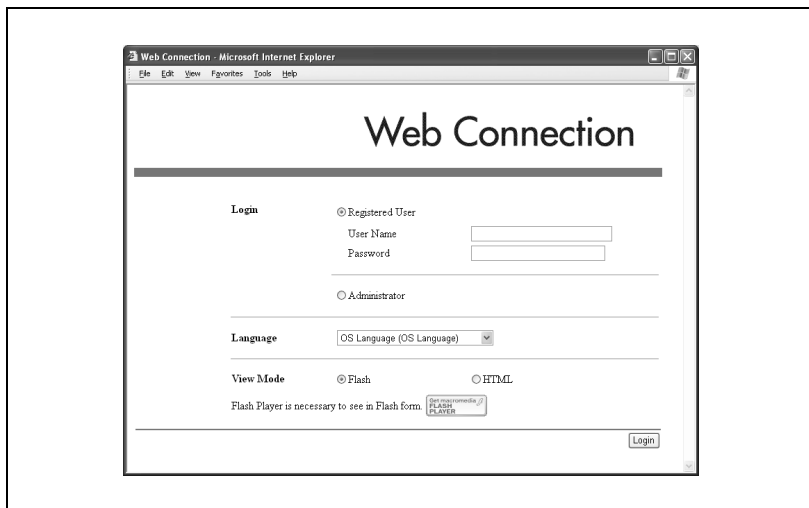 Web Connection - Microsoft Internet Explorer
File Edit View Favorites Tools Help
Web Connection
Login
Registered User
User Name
Password
Administrator
Language
OS Language (OS Language)
View Mode
Flash
HTML
Flash Player is necessary to see in Flash form.
Get macromedia
FLASH
PLAYER
Login